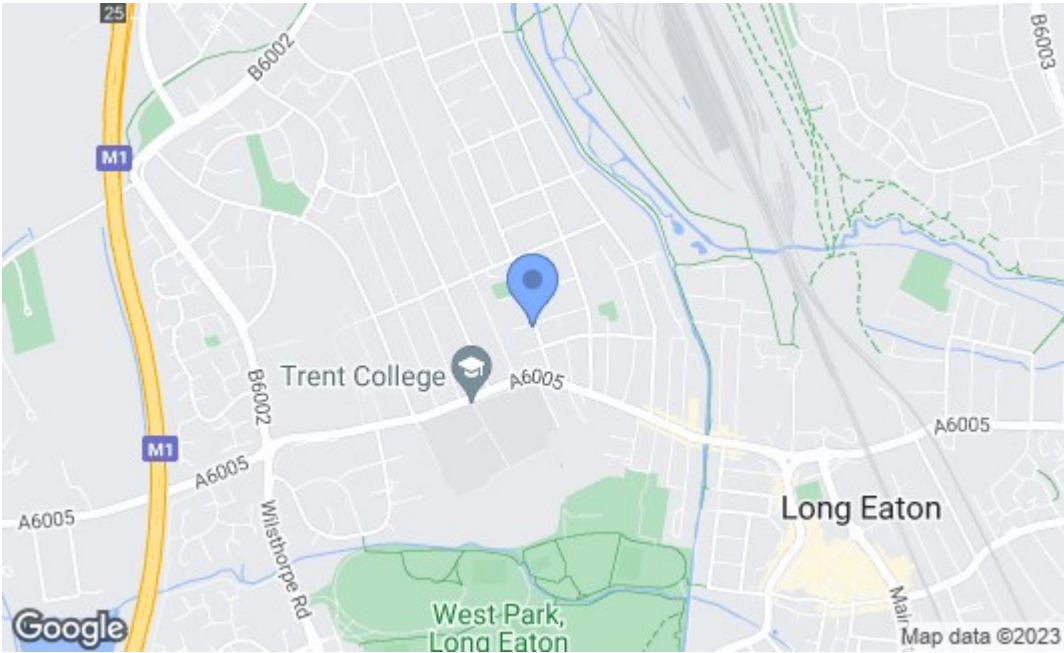 25
B6002
B6003
M1
Trent College
A6005
B6002
A6005
M1
A6005
A6005
Long Eaton
Wilsthorpe Rd
West Park,
Long Eaton
Main
Google
Map data ©2023